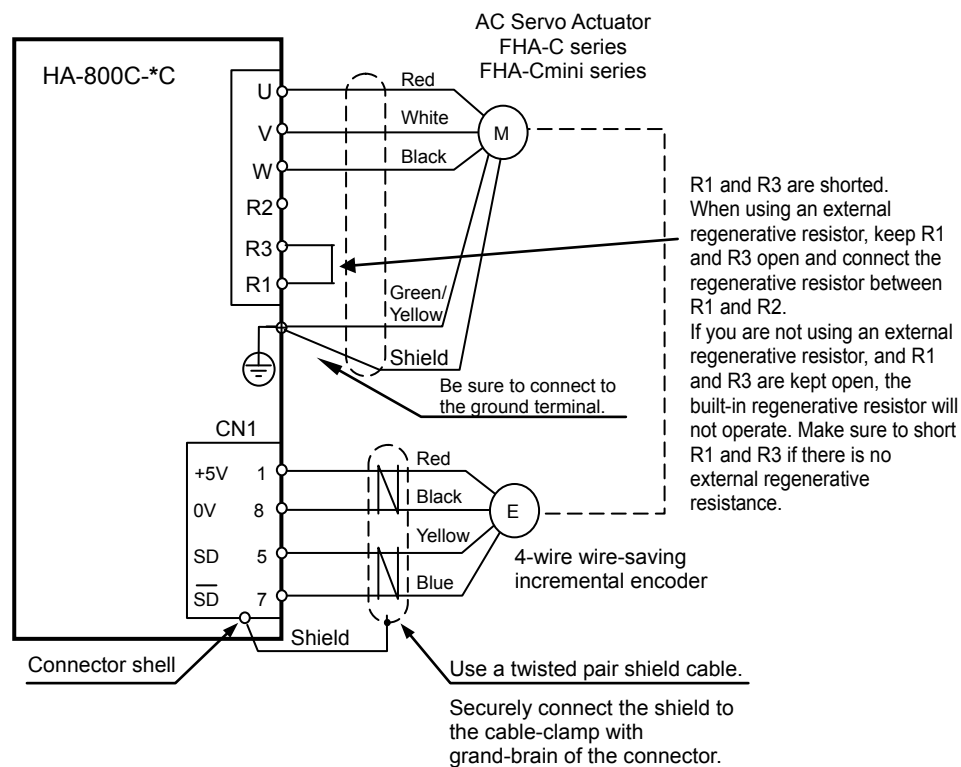 AC Servo Actuator
FHA-C series
FHA-Cmini series
HA-800C-*C
U
Red
V
White
M
W
Black
R2
R3
R1
R1 and R3 are shorted.
When using an external
regenerative resistor, keep R1
and R3 open and connect the
regenerative resistor between
R1 and R2.
If you are not using an external
regenerative resistor, and R1
and R3 are kept open, the
built-in regenerative resistor will
not operate. Make sure to short
R1 and R3 if there is no
external regenerative
resistance.
Green/
Yellow
Shield
Be sure to connect to
the ground terminal.
CN1
+5V 1
Red
0V 8
Black
E
SD 5
Yellow
S̅D̅ 7
Blue
4-wire wire-saving
incremental encoder
Shield
Connector shell
Use a twisted pair shield cable.
Securely connect the shield to
the cable-clamp with
grand-brain of the connector.